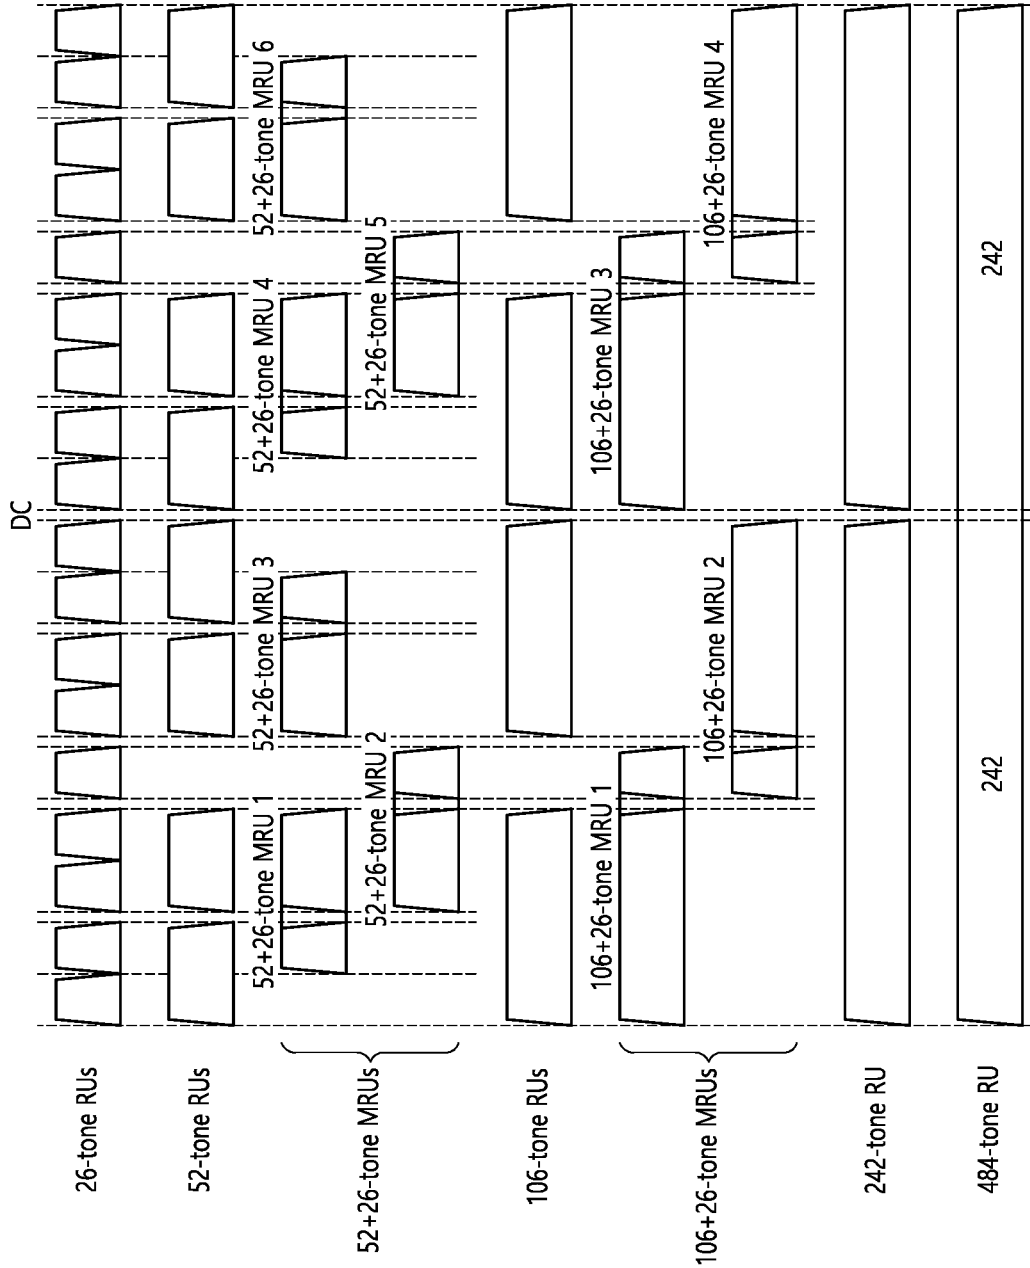 DC
26-tone RUs
52-tone RUs
52+26-tone MRU 1
52+26-tone MRU 3
52+26-tone MRU 4
52+26-tone MRU 6
52+26-tone MRUs
52+26-tone MRU 2
52+26-tone MRU 5
106-tone RUs
106+26-tone MRU 1
106+26-tone MRU 3
106+26-tone MRUs
106+26-tone MRU 2
106+26-tone MRU 4
242-tone RU
484-tone RU
242
242